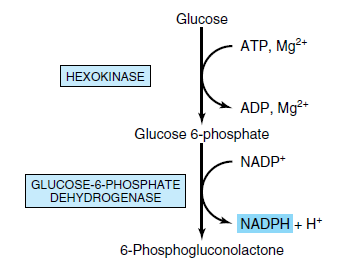 Glucose
ATP, Mg²⁺
HEXOKINASE
ADP, Mg²⁺
Glucose 6-phosphate
NADP⁺
GLUCOSE-6-PHOSPHATE
DEHYDROGENASE
NADPH + H⁺
6-Phosphogluconolactone